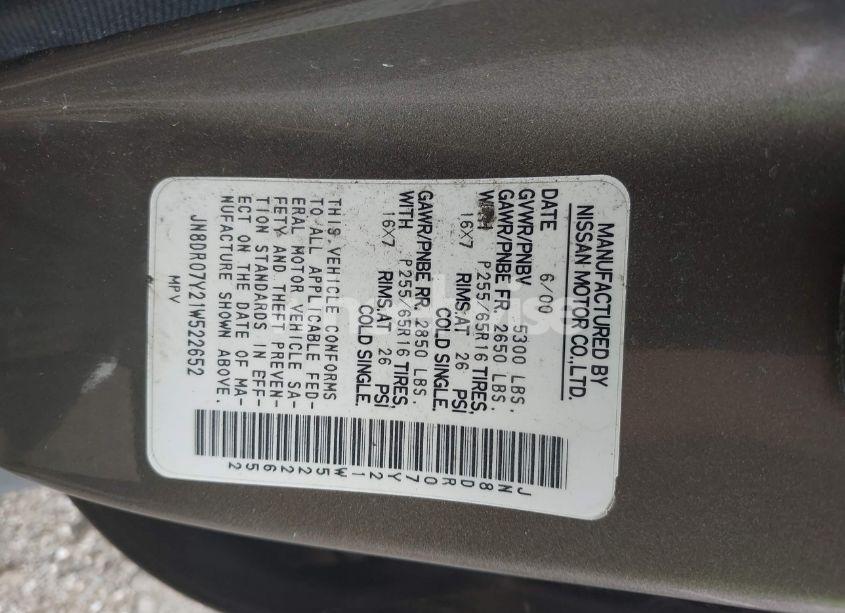 MANUFACTURED BY
NISSAN MOTOR CO.,LTD.
DATE 6/00
GVWR/PNBV 5300 LBS.
GAWR/PNBE FR. 2650 LBS.
WITH P255/65R16 TIRES,
16X7 RIMS.AT 26 PSI
COLD SINGLE.
GAWR/PNBE RR. 2850 LBS.
WITH P255/65R16 TIRES,
16X7 RIMS.AT 26 PSI
COLD SINGLE.
THIS VEHICLE CONFORMS
TO ALL APPLICABLE FED-
ERAL MOTOR VEHICLE SA-
FETY AND THEFT PREVEN-
TION STANDARDS IN EFF-
ECT ON THE DATE OF MA-
NUFACTURE SHOWN ABOVE.
JN8DR07Y21W522652
MPV
JN8DR07Y21W522652